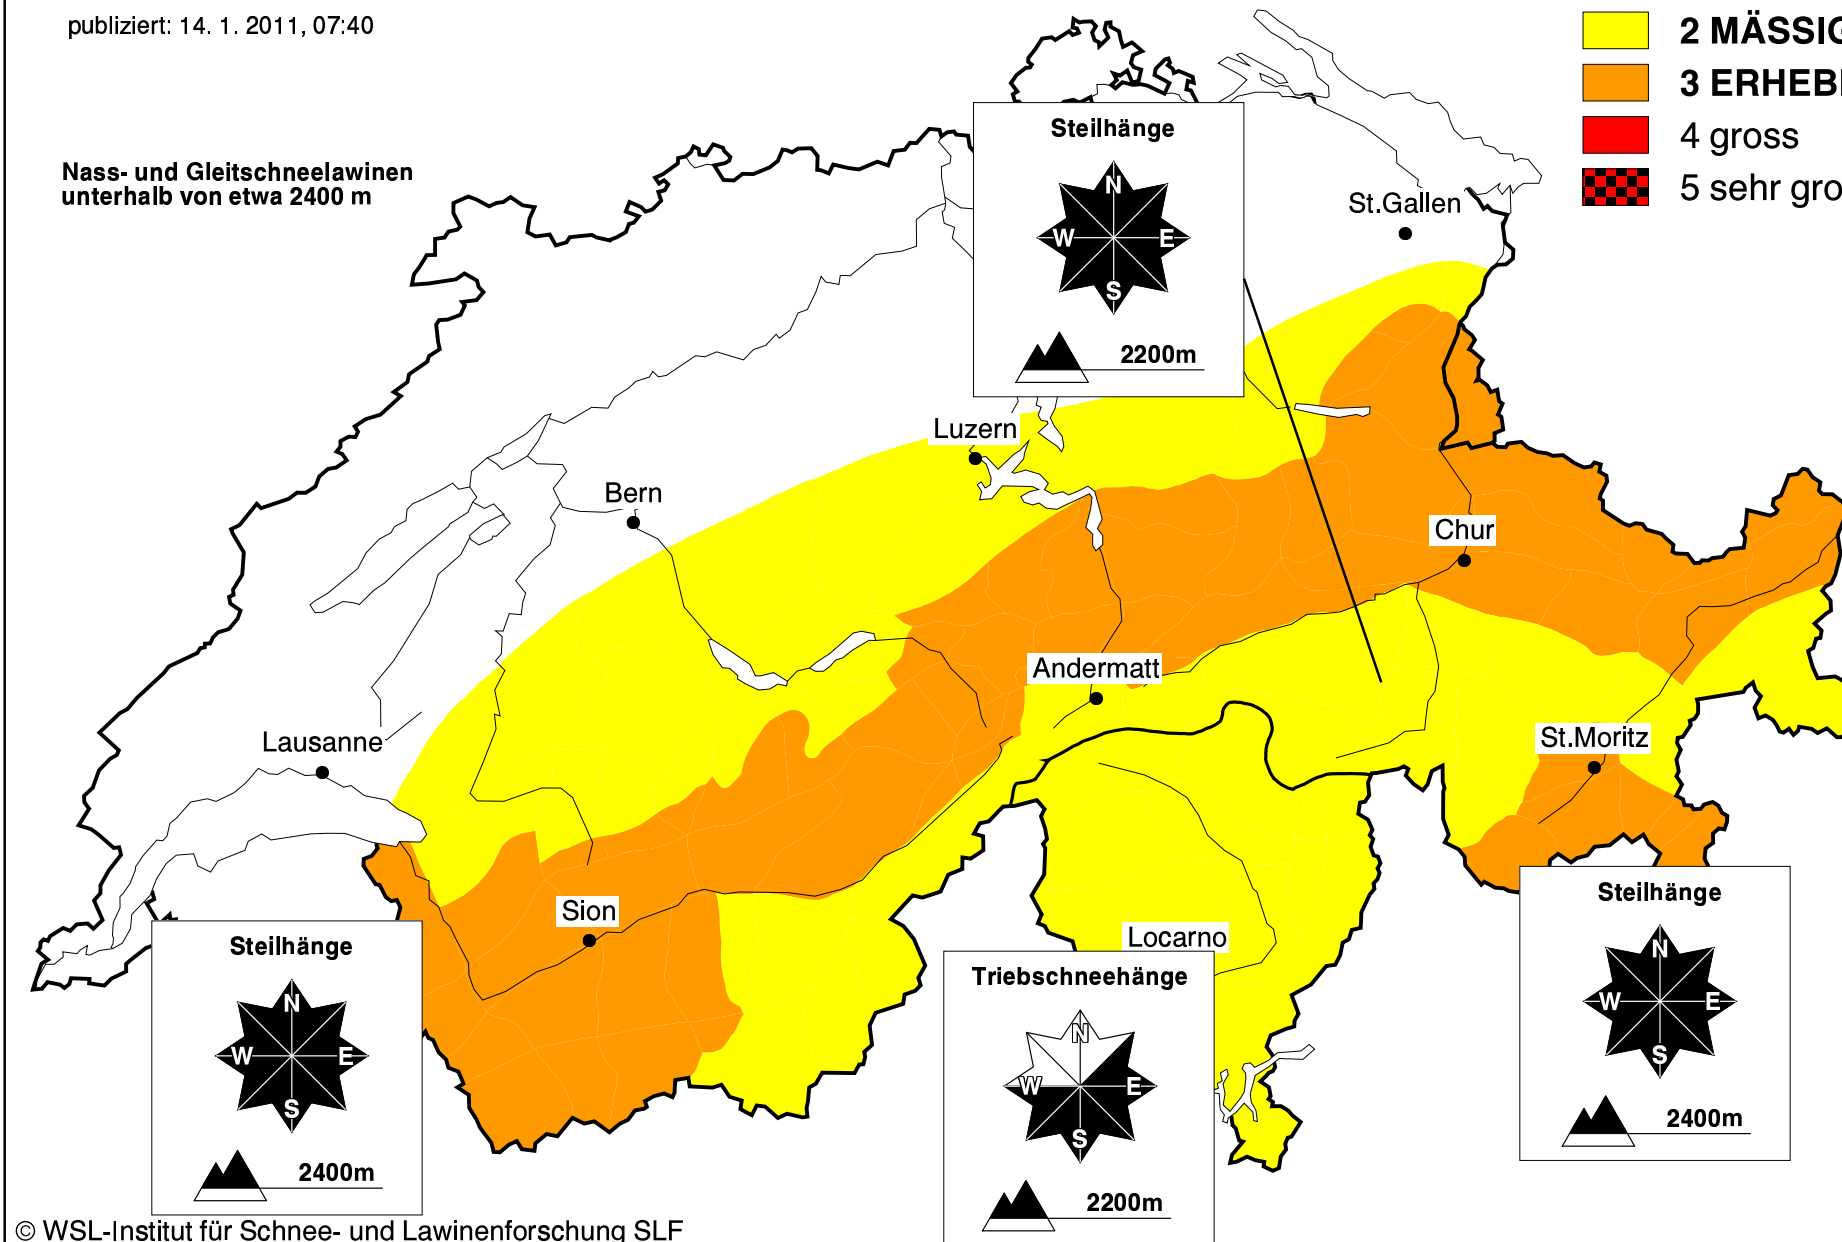 publiziert: 14. 1. 2011, 07:40
2 MÄSSIG
3 ERHEB
4 gross
5 sehr gro
Nass- und Gleitschneelawinen
unterhalb von etwa 2400 m
Steilhänge
N
W E
S
2200m
St.Gallen
Luzern
Bern
Chur
Andermatt
Lausanne
St.Moritz
Sion
Locarno
Steilhänge
N
W E
S
2400m
Triebschneehänge
N
W E
S
2200m
Steilhänge
N
W E
S
2400m
© WSL-Institut für Schnee- und Lawinenforschung SLF